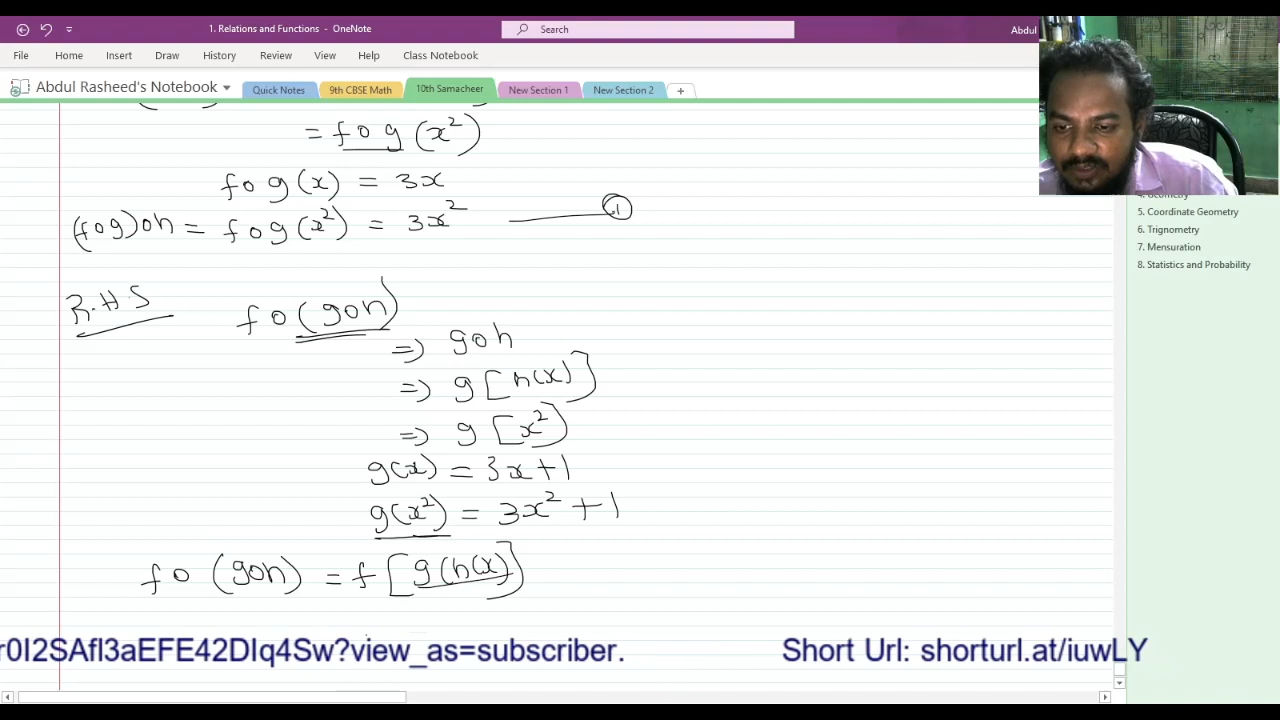 1. Relations and Functions - OneNote
Search
Abdul
File Home Insert Draw History Review View Help Class Notebook
Abdul Rasheed's Notebook
Quick Notes
9th CBSE Math
10th Samacheer
New Section 1
New Section 2
= f o g (x²)
f o g (x) = 3x
(f o g) o h = f o g (x²) = 3x² ——— ①
R.H.S f o (g o h)
=> g o h
=> g [h(x)]
=> g [x²]
g(x) = 3x + 1
g(x²) = 3x² + 1
f o (g o h) = f [g(h(x)]
5. Coordinate Geometry
6. Trignometry
7. Mensuration
8. Statistics and Probability
r0I2SAfl3aEFE42DIq4Sw?view_as=subscriber. Short Url: shorturl.at/iuwLY